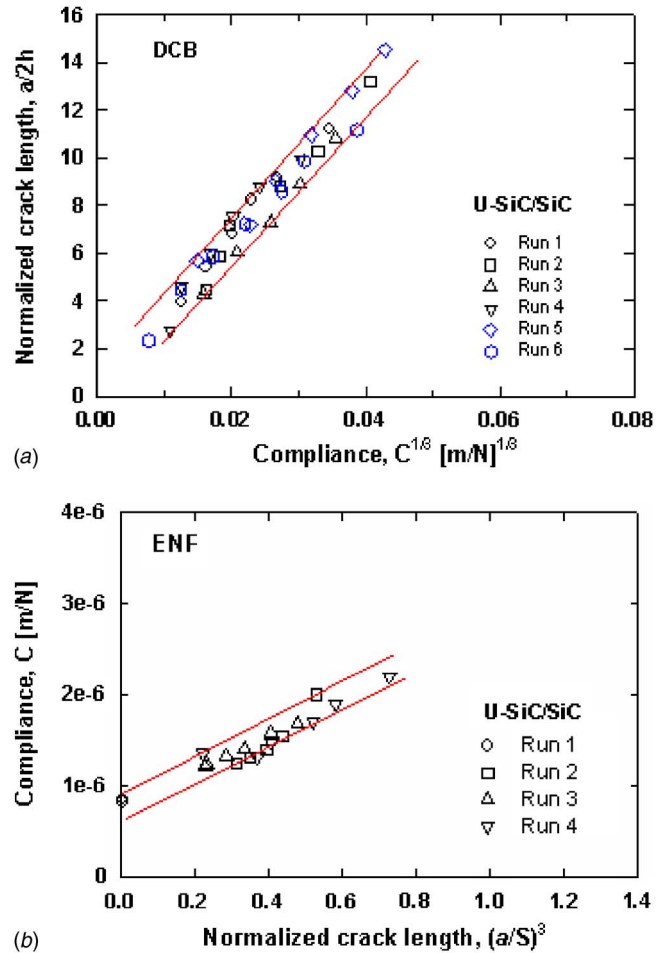 16
14
12
10
8
6
4
2
0
Normalized crack length, a/2h
DCB
U-SiC/SiC
Run 1
Run 2
Run 3
Run 4
Run 5
Run 6
0.00 0.02 0.04 0.06 0.08
Compliance, C^1/3 [m/N]^1/3
(a)
4e-6
3e-6
2e-6
1e-6
0
Compliance, C [m/N]
ENF
U-SiC/SiC
Run 1
Run 2
Run 3
Run 4
0.0 0.2 0.4 0.6 0.8 1.0 1.2 1.4
Normalized crack length, (a/S)^3
(b)